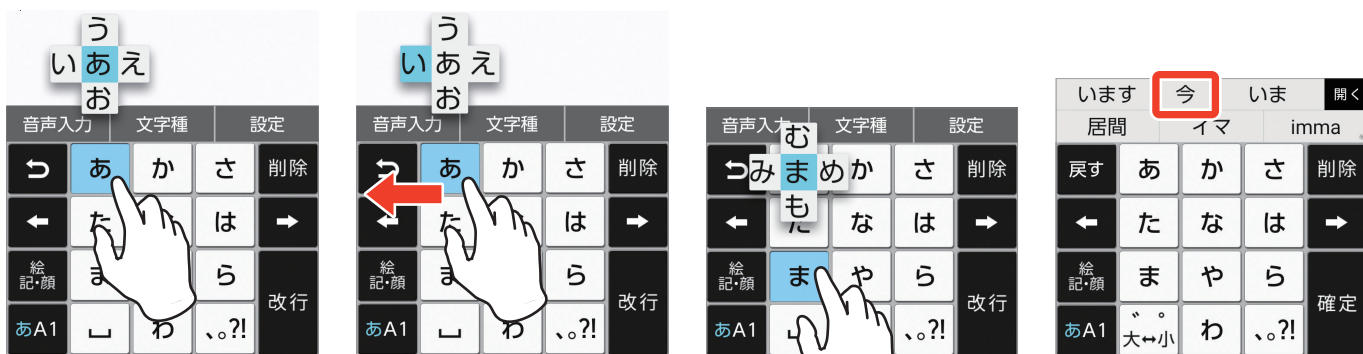 う
い あ え
お
音声入力 文字種 設定
あ か さ 削除
た は
絵記・顔 ま ら
改行
あA1 わ 、。?!
う
い あ え
お
音声入力 文字種 設定
あ か さ 削除
た は
絵記・顔 ま ら
改行
あA1 わ 、。?!
音声入力 文字種 設定
む
み ま め か さ 削除
も
た な は
絵記・顔 ま や ら
改行
あA1 、。?!
います 今 いま 開く
居間 イマ imma
戻す あ か さ 削除
た な は
絵記・顔 ま や ら
確定
あA1 ゛゜大↔小 わ 、。?!